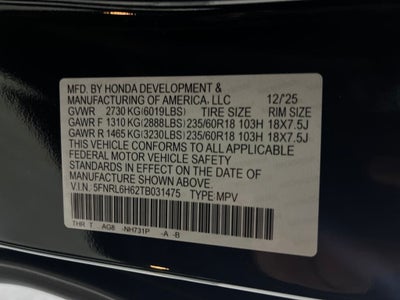 MFD. BY HONDA DEVELOPMENT &
MANUFACTURING OF AMERICA, LLC 12/'25
GVWR 2730 KG(6019LBS) TIRE SIZE RIM SIZE
GAWR F 1310 KG(2888LBS) 235/60R18 103H 18X7.5J
GAWR R 1465 KG(3230LBS) 235/60R18 103H 18X7.5J
THIS VEHICLE CONFORMS TO ALL APPLICABLE
FEDERAL MOTOR VEHICLE SAFETY STANDARDS IN
EFFECT ON THE DATE OF
MANUFACTURE SHOWN ABOVE.
V.I.N. 5FNRL6H62TB031475 TYPE MPV
THR T AG8 -NH731P -A -B